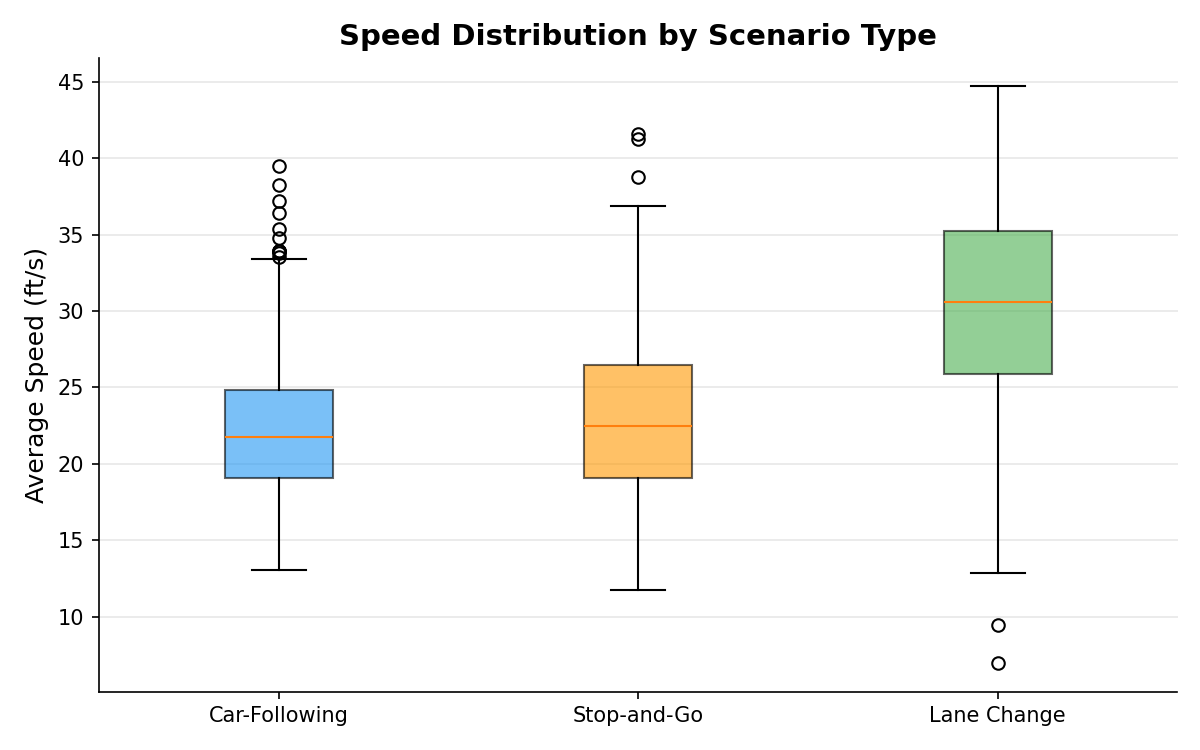 Speed Distribution by Scenario Type
Average Speed (ft/s)
45
40
35
30
25
20
15
10
Car-Following
Stop-and-Go
Lane Change